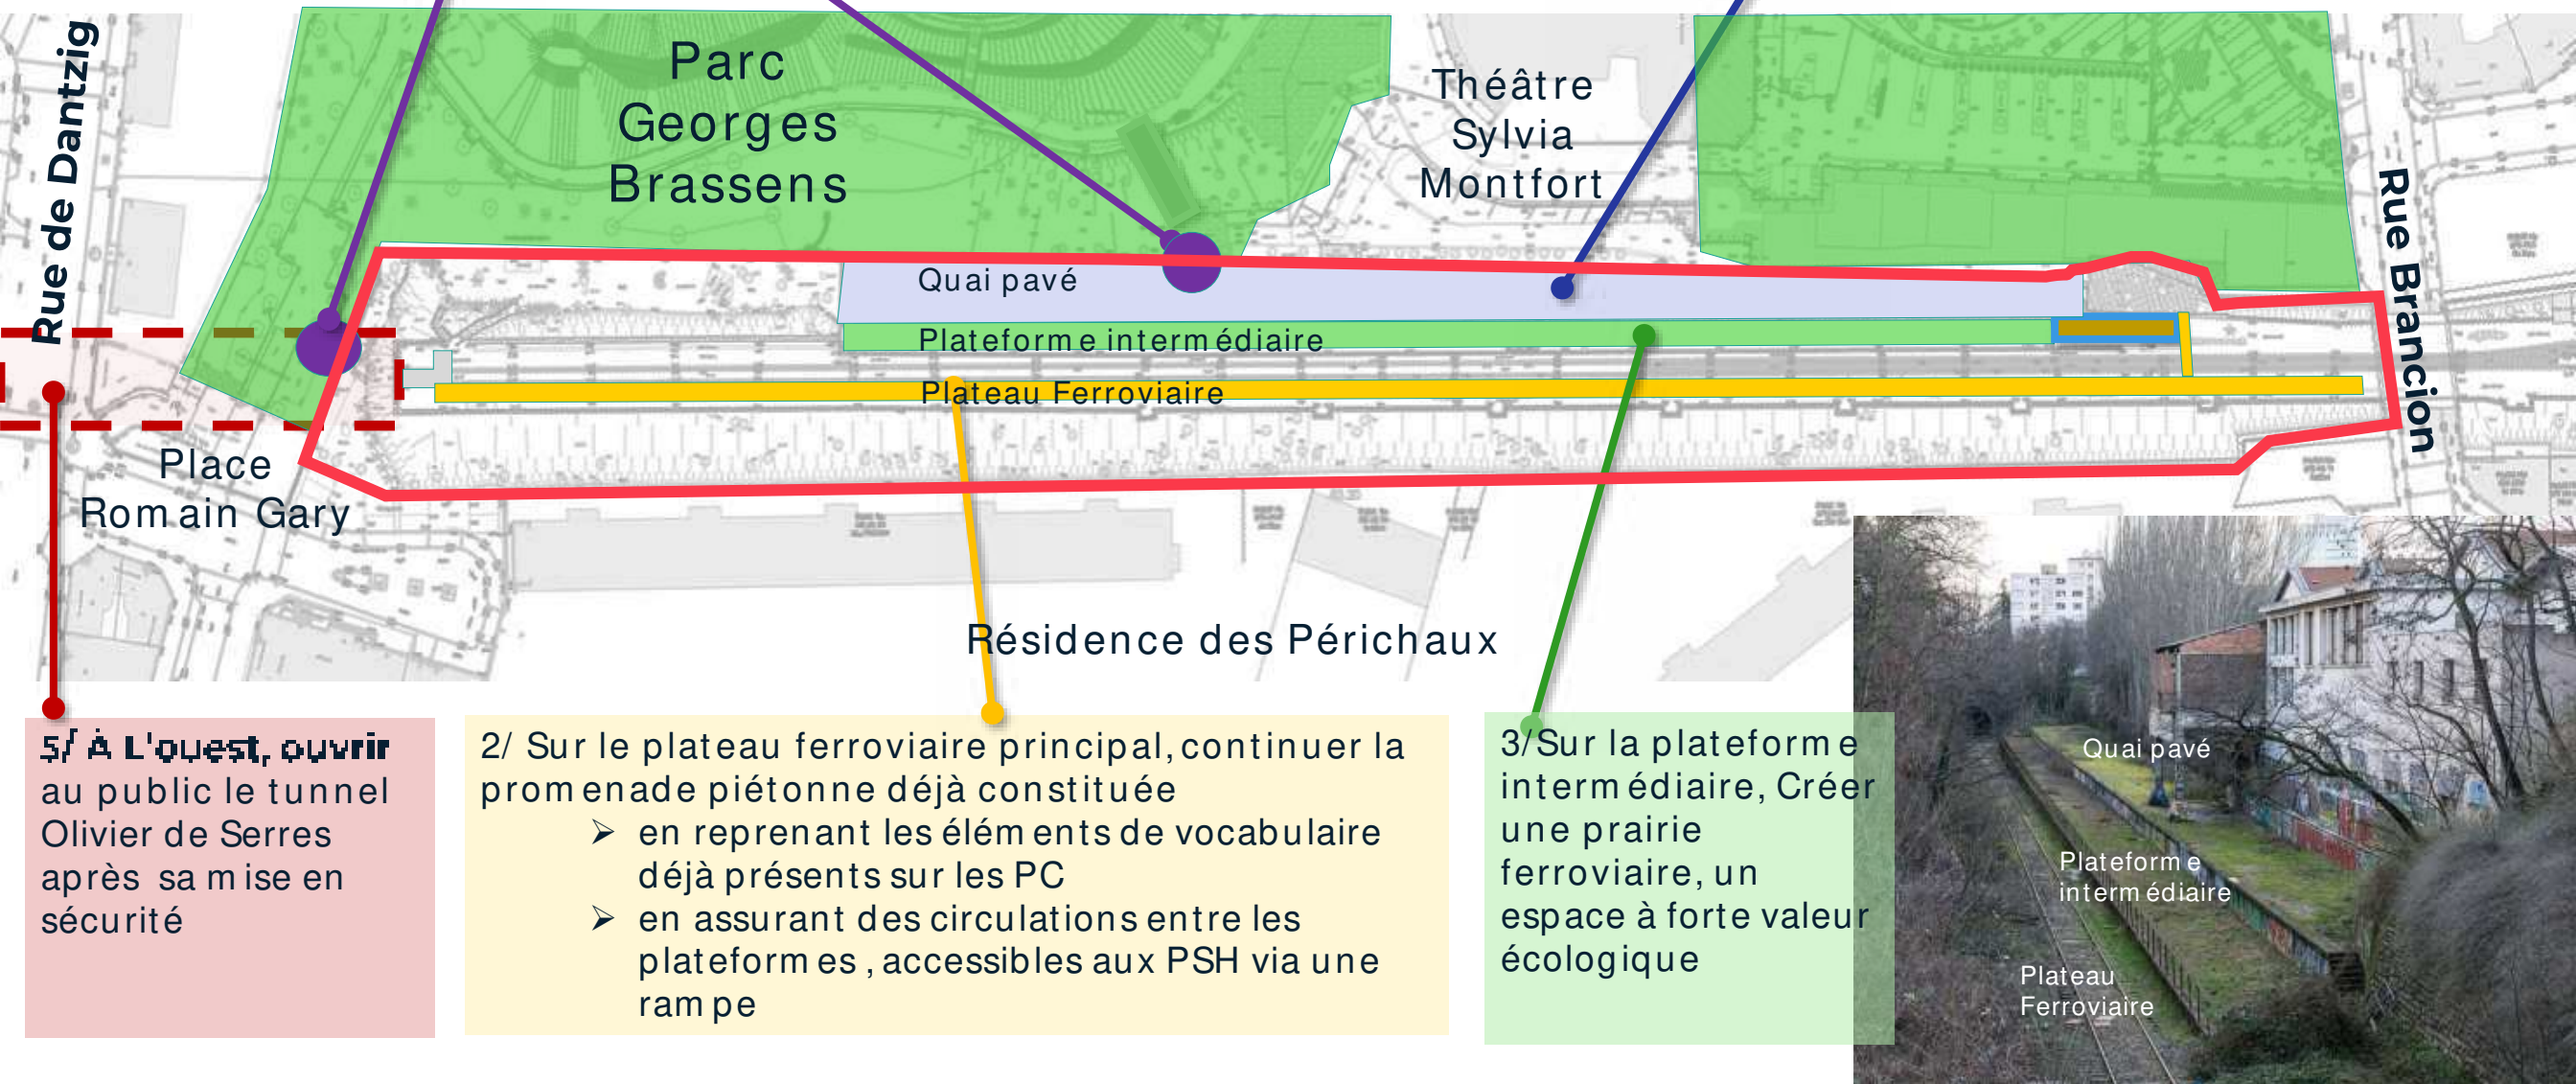 Rue de Dantzig
Parc
Georges
Brassens
Théâtre
Sylvia
Montfort
Rue Brancion
Quai pavé
Plateforme intermédiaire
Plateau Ferroviaire
Place
Romain Gary
Résidence des Périchaux
5/ À L'ouest, ouvrir
au public le tunnel
Olivier de Serres
après sa mise en
sécurité
2/ Sur le plateau ferroviaire principal, continuer la
promenade piétonne déjà constituée
➢ en reprenant les éléments de vocabulaire
déjà présents sur les PC
➢ en assurant des circulations entre les
plateformes , accessibles aux PSH via une
rampe
3/Sur la plateforme
intermédiaire, Créer
une prairie
ferroviaire, un
espace à forte valeur
écologique
Quai pavé
Plateforme
intermédiaire
Plateau
Ferroviaire